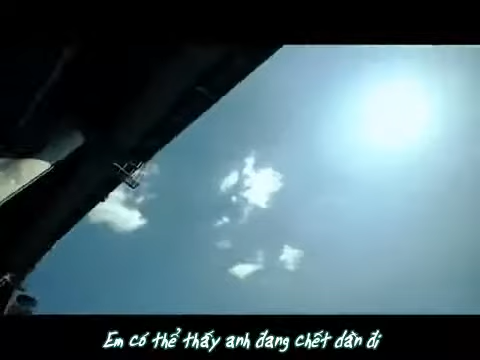 Em có thể thấy anh đang chết dần đi